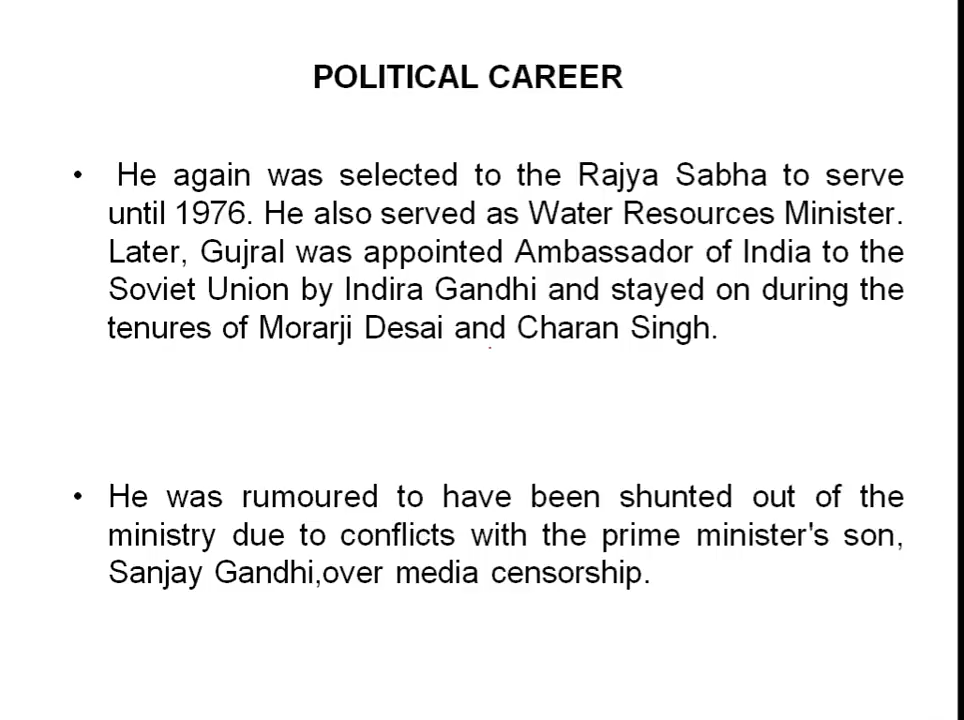 POLITICAL CAREER
• He again was selected to the Rajya Sabha to serve
until 1976. He also served as Water Resources Minister.
Later, Gujral was appointed Ambassador of India to the
Soviet Union by Indira Gandhi and stayed on during the
tenures of Morarji Desai and Charan Singh.
• He was rumoured to have been shunted out of the
ministry due to conflicts with the prime minister's son,
Sanjay Gandhi,over media censorship.